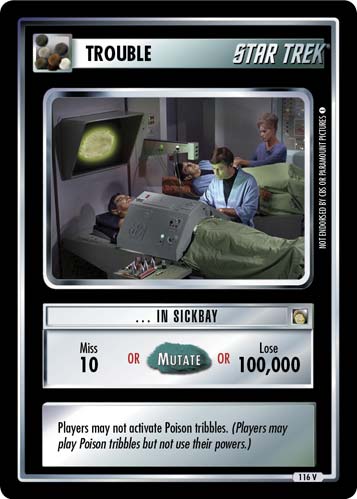 TROUBLE
STAR TREK®
NOT ENDORSED BY CBS OR PARAMOUNT PICTURES
... IN SICKBAY
Miss
10
OR
MUTATE
OR
Lose
100,000
Players may not activate Poison tribbles. (Players may
play Poison tribbles but not use their powers.)
116 V